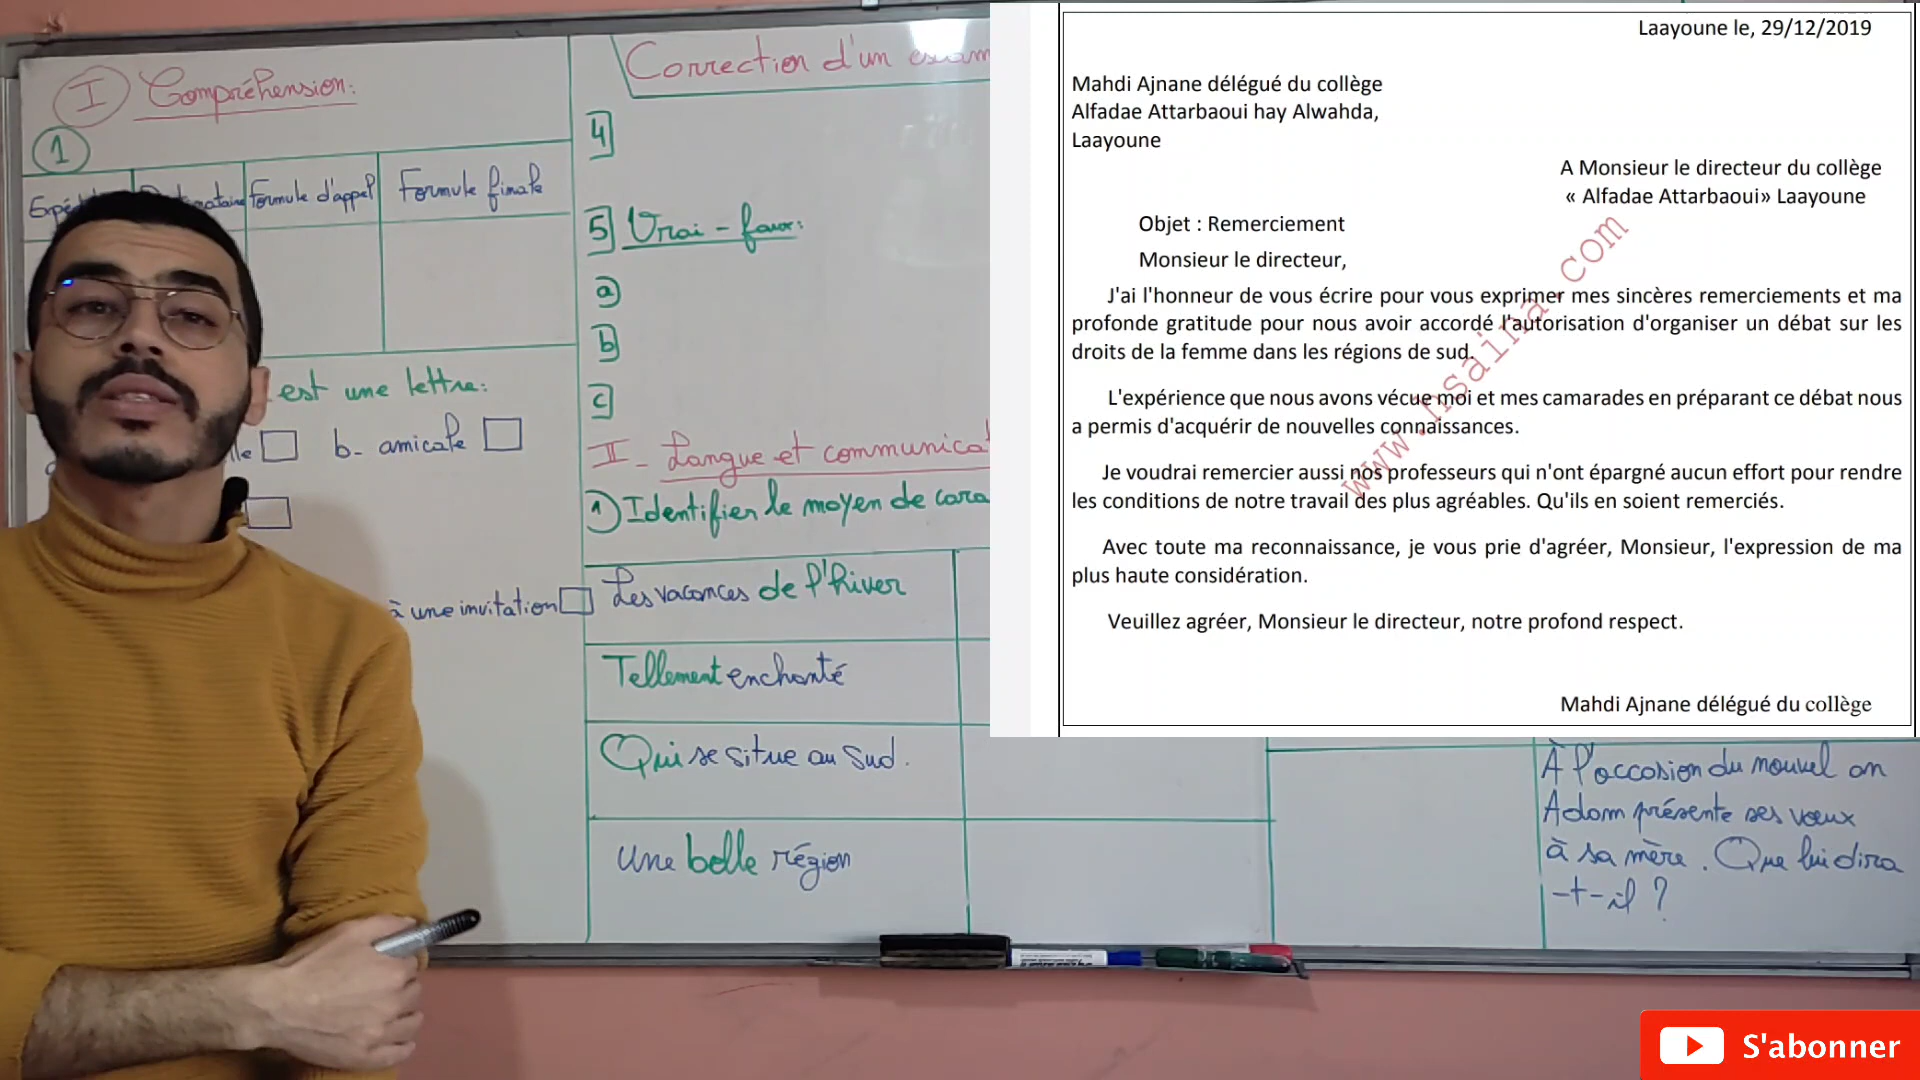 I Compréhension:
1
Formule d'appel
Formule finale
est une lettre:
b- amicale
à une invitation
Correction d'un exam
4
5 Vrai - faux:
a
b
c
II - Langue et communica
1 Identifier le moyen de cara
Les vacances de l'hiver
Tellement enchanté
Qui se situe au sud.
une belle région
À l'occasion du nouvel an
Adam présente ses vœux
à sa mère. Que lui dira
-t-il ?
Laayoune le, 29/12/2019
Mahdi Ajnane délégué du collège
Alfadae Attarbaoui hay Alwahda,
Laayoune
A Monsieur le directeur du collège
« Alfadae Attarbaoui» Laayoune
Objet : Remerciement
Monsieur le directeur,
J'ai l'honneur de vous écrire pour vous exprimer mes sincères remerciements et ma
profonde gratitude pour nous avoir accordé l'autorisation d'organiser un débat sur les
droits de la femme dans les régions de sud.
L'expérience que nous avons vécue moi et mes camarades en préparant ce débat nous
a permis d'acquérir de nouvelles connaissances.
Je voudrai remercier aussi nos professeurs qui n'ont épargné aucun effort pour rendre
les conditions de notre travail des plus agréables. Qu'ils en soient remerciés.
Avec toute ma reconnaissance, je vous prie d'agréer, Monsieur, l'expression de ma
plus haute considération.
Veuillez agréer, Monsieur le directeur, notre profond respect.
Mahdi Ajnane délégué du collège
S'abonner